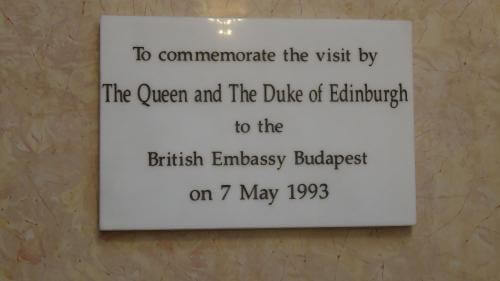 To commemorate the visit by
The Queen and The Duke of Edinburgh
to the
British Embassy Budapest
on 7 May 1993